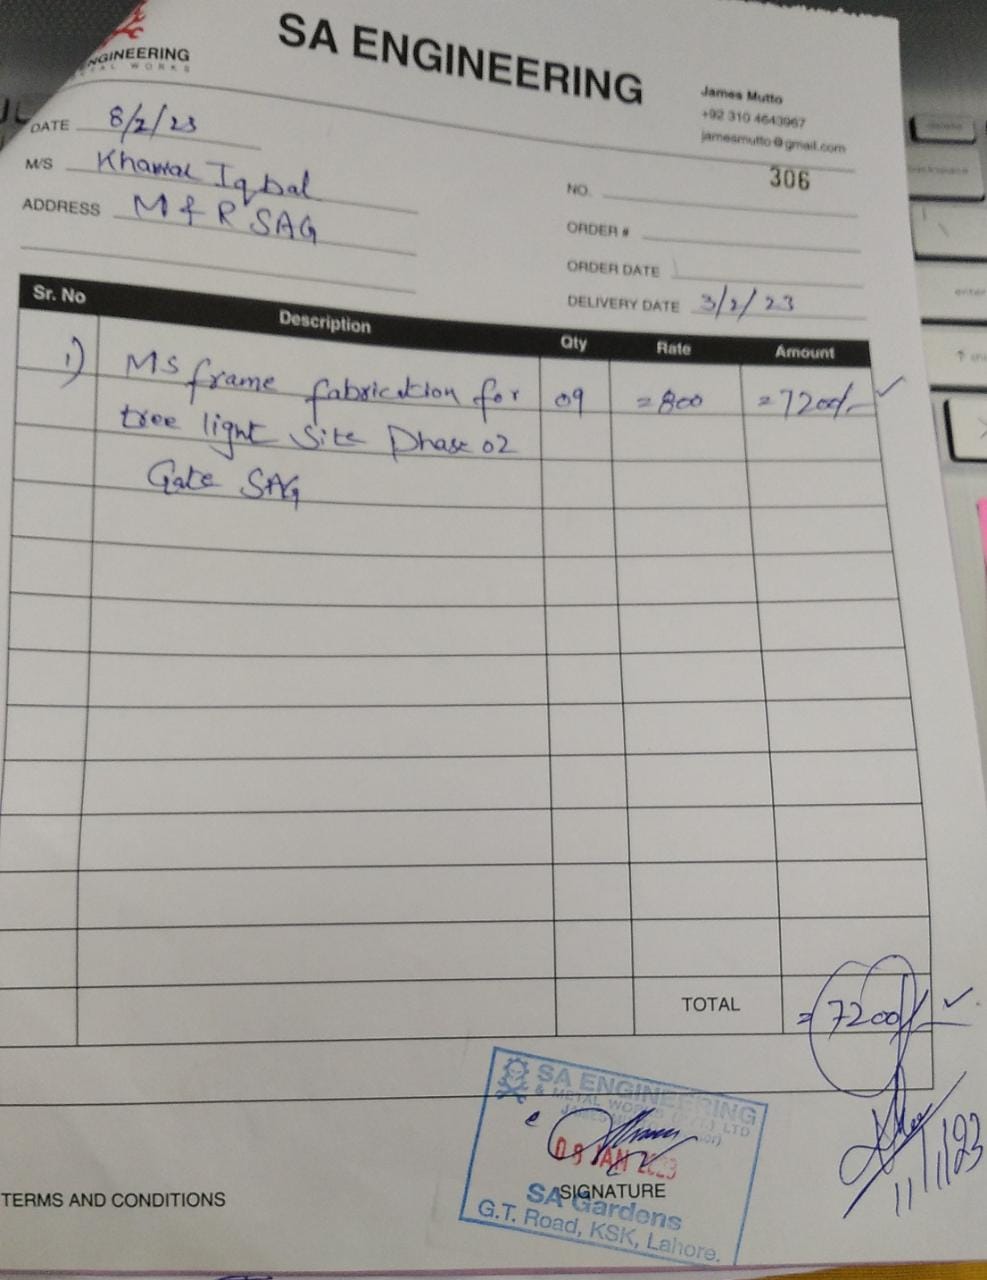 SA ENGINEERING
NGINEERING
METAL WORKS
James Mutto
+92 310 4643967
jamesmutto@gmail.com
DATE 8/2/23
M/S Khawar Iqbal
ADDRESS M & R SAG
NO. 306
ORDER #
ORDER DATE
DELIVERY DATE 3/2/23
Sr. No Description Qty Rate Amount
1) MS frame fabrication for 09 =800 =7200/-
tree light Site Phase 02
Gate SAG
TOTAL =7200/-
SA ENGINEERING
& METAL WORKS (PVT.) LTD
09 JAN 2023
SIGNATURE
SA Gardens
G.T. Road, KSK, Lahore.
11/1/23
TERMS AND CONDITIONS